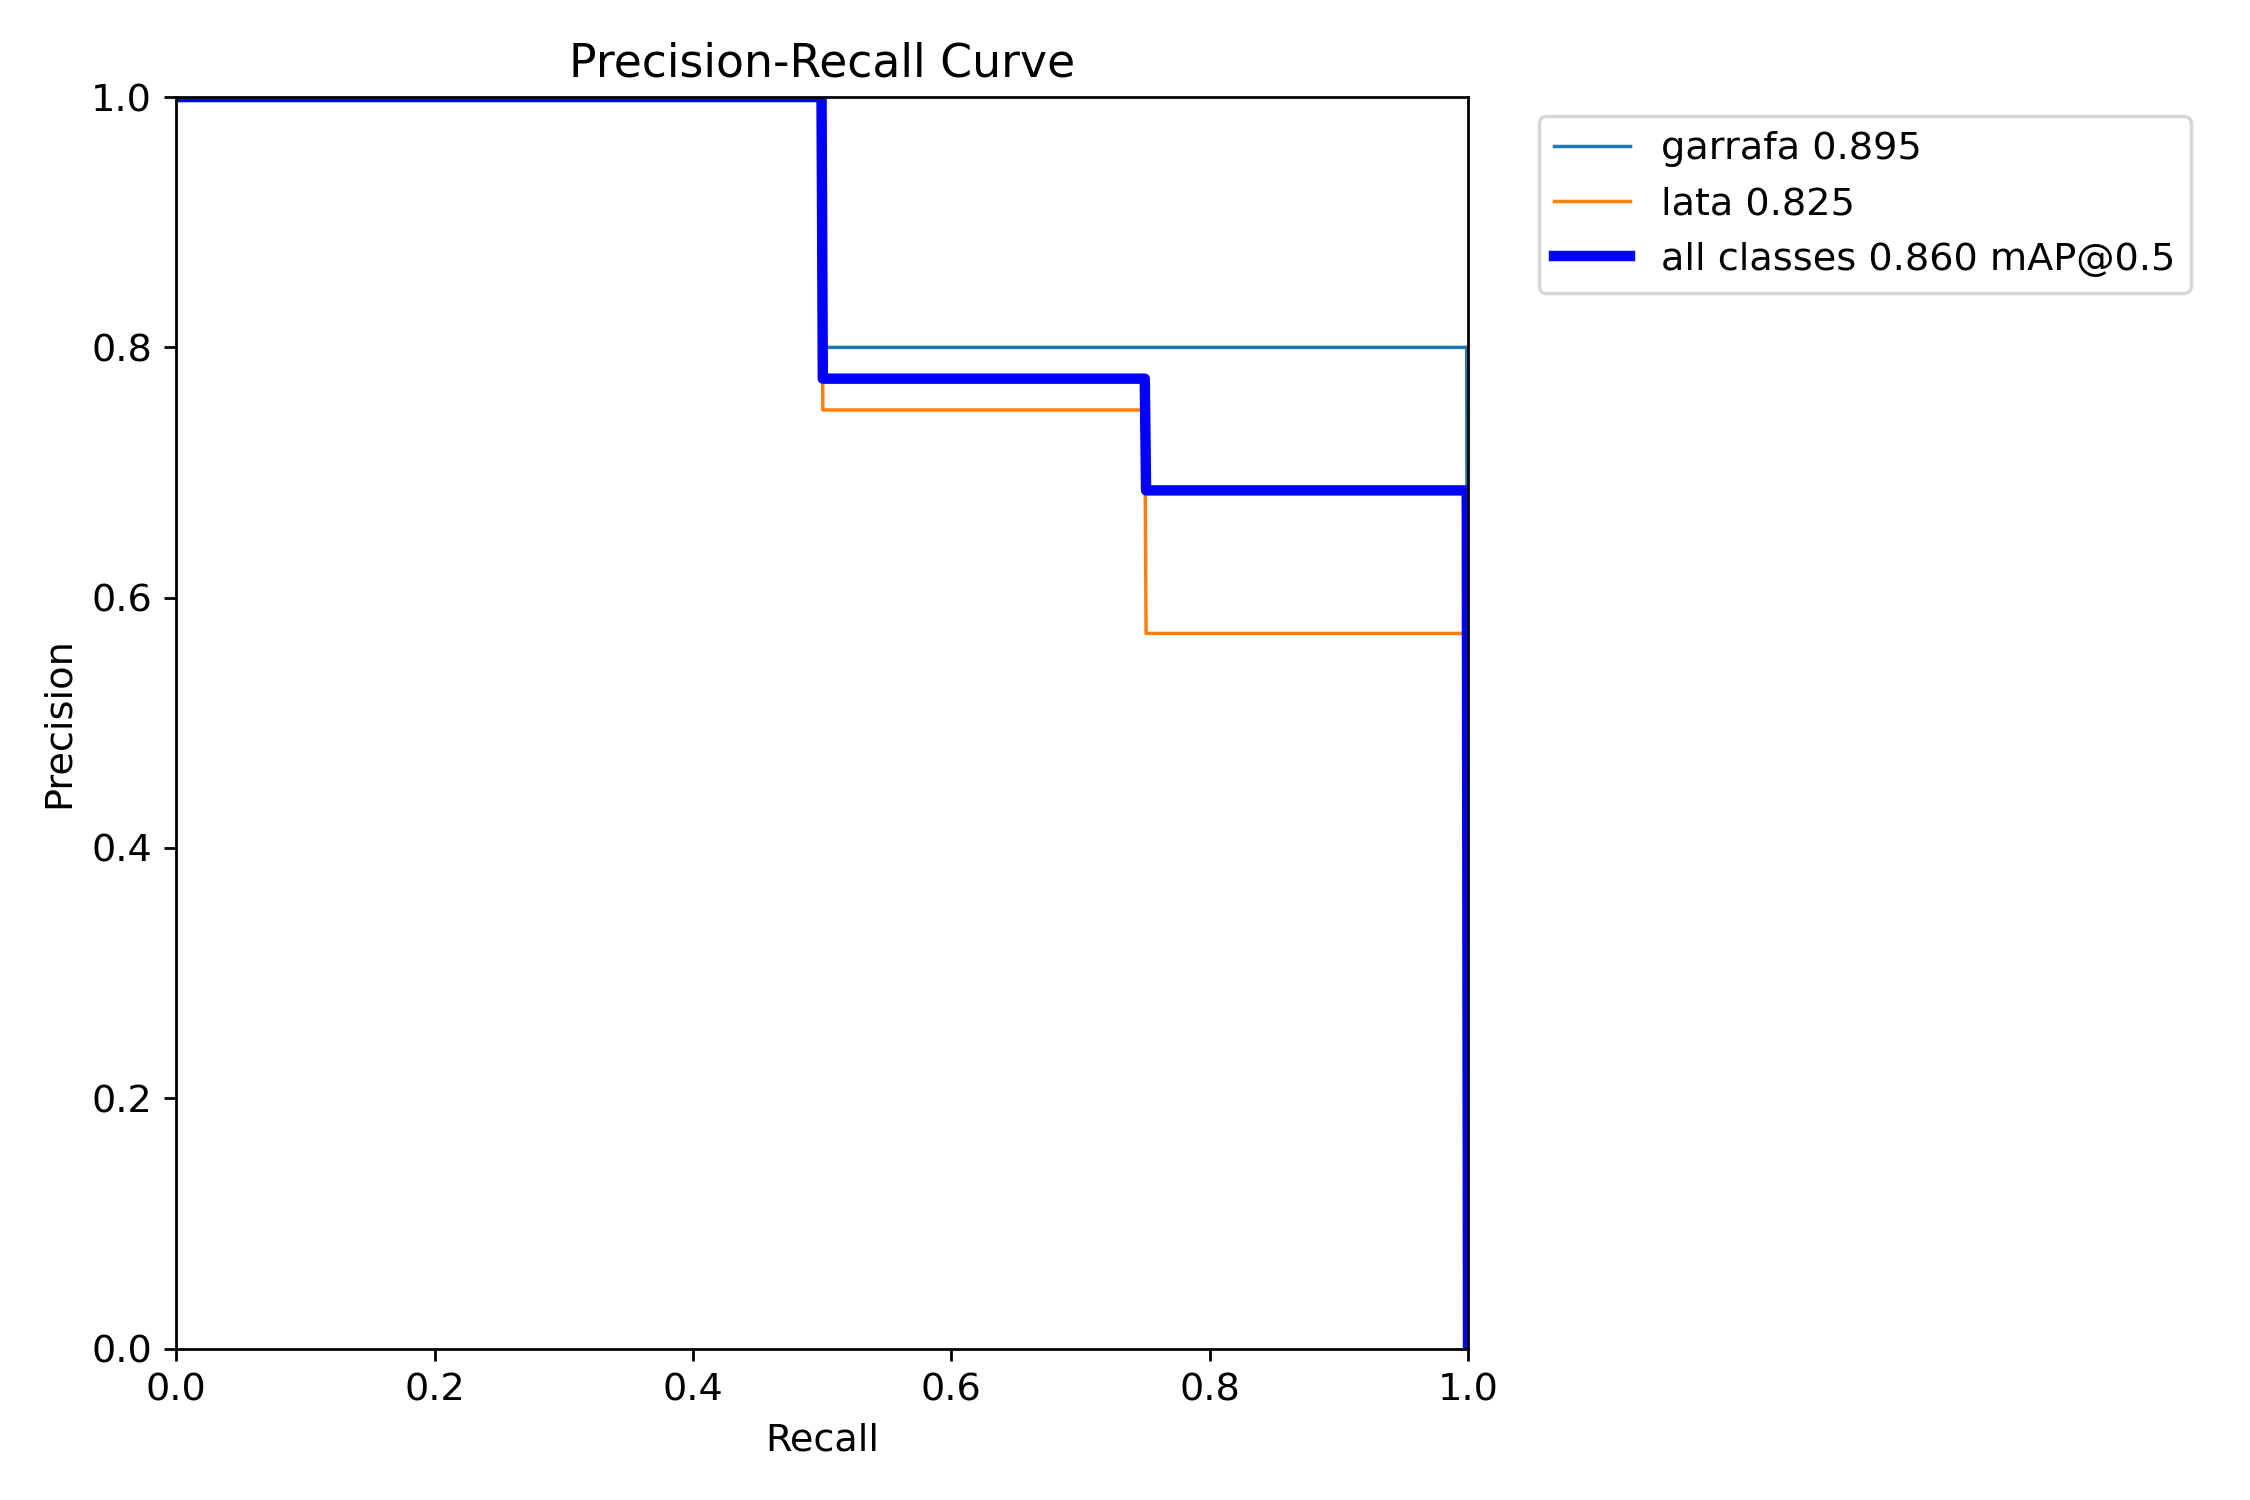 Precision-Recall Curve
1.0
0.8
0.6
0.4
0.2
0.0
Precision
0.0 0.2 0.4 0.6 0.8 1.0
Recall
garrafa 0.895
lata 0.825
all classes 0.860 mAP@0.5